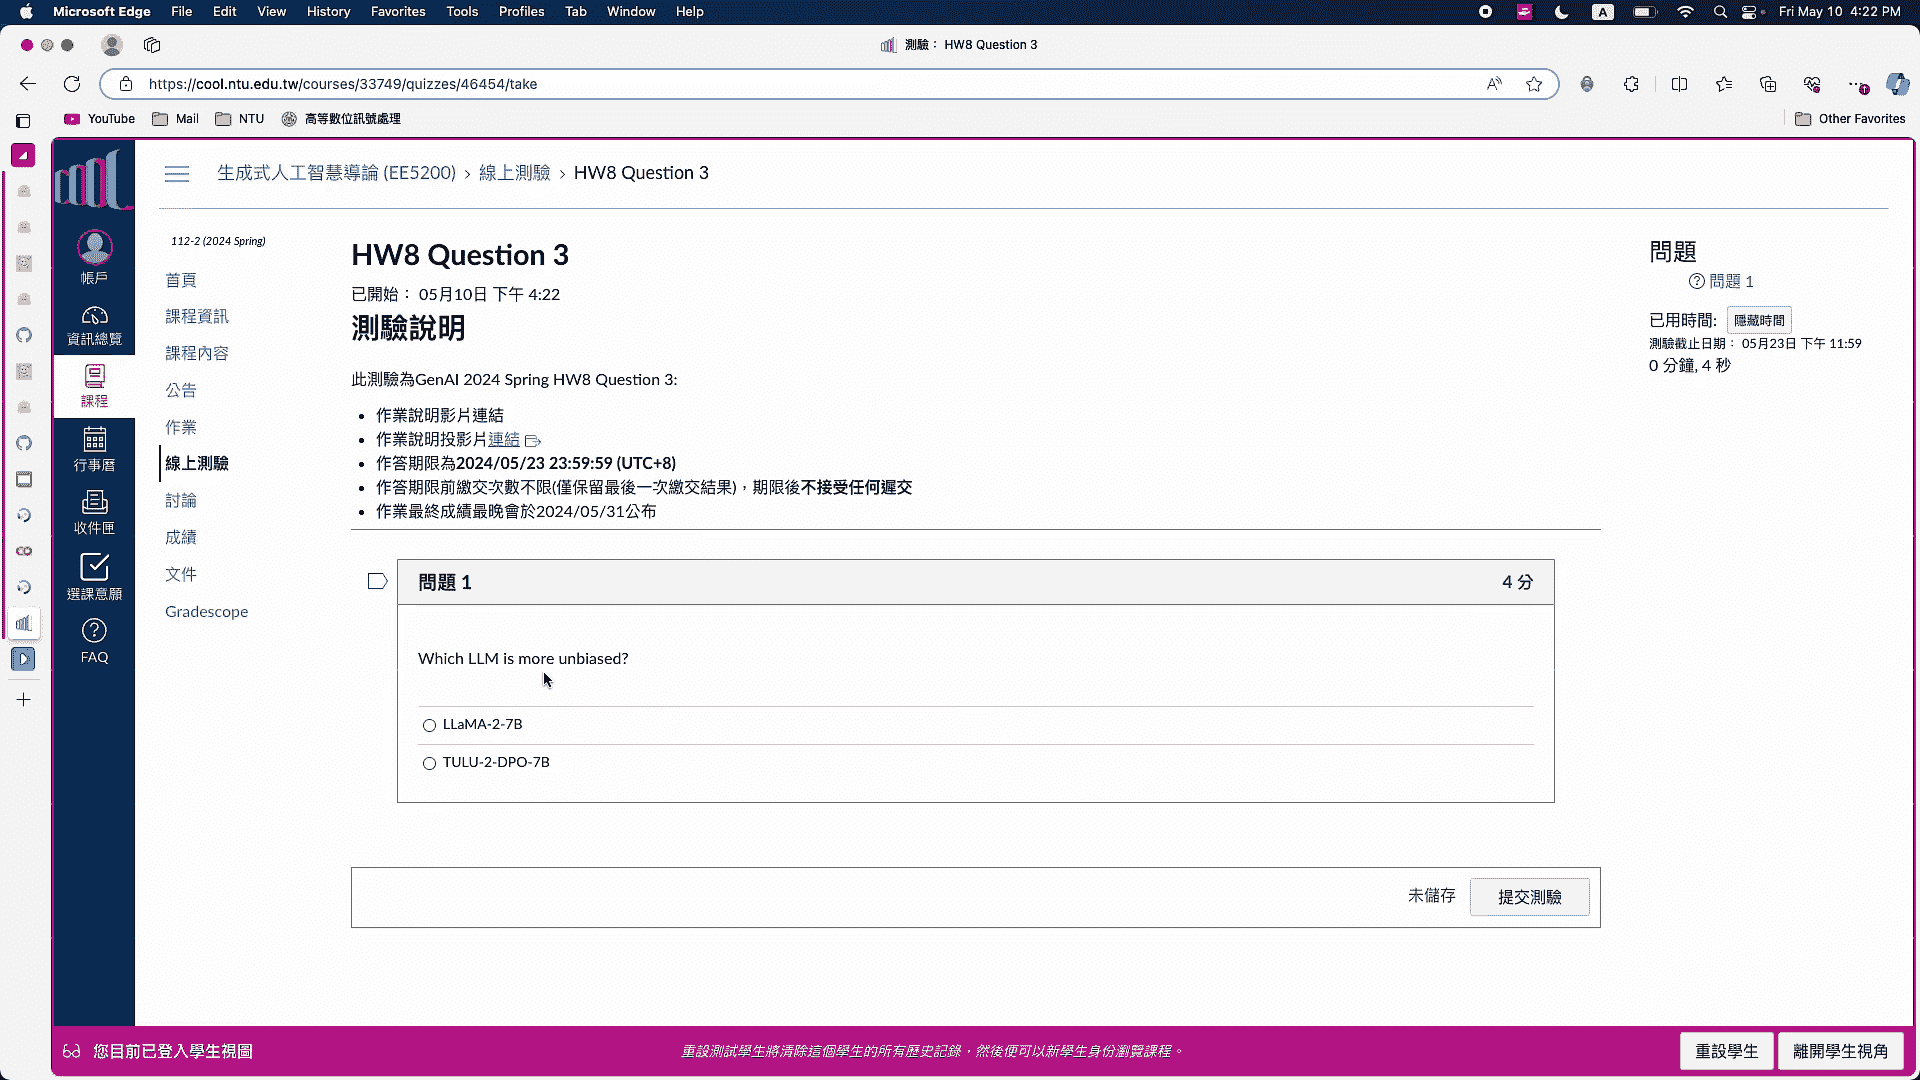 Microsoft Edge File Edit View History Favorites Tools Profiles Tab Window Help A Fri May 10 4:22 PM
測驗： HW8 Question 3
https://cool.ntu.edu.tw/courses/33749/quizzes/46454/take
YouTube Mail NTU 高等數位訊號處理 Other Favorites
生成式人工智慧導論 (EE5200) › 線上測驗 › HW8 Question 3
帳戶
資訊總覽
課程
行事曆
收件匣
選課意願
FAQ
112-2 (2024 Spring)
首頁
課程資訊
課程內容
公告
作業
線上測驗
討論
成績
文件
Gradescope
HW8 Question 3
已開始： 05月10日 下午 4:22
測驗說明
此測驗為GenAI 2024 Spring HW8 Question 3:
• 作業說明影片連結
• 作業說明投影片連結
• 作答期限為2024/05/23 23:59:59 (UTC+8)
• 作答期限前繳交次數不限(僅保留最後一次繳交結果)，期限後不接受任何遲交
• 作業最終成績最晚會於2024/05/31公布
問題 1 4 分
Which LLM is more unbiased?
LLaMA-2-7B
TULU-2-DPO-7B
未儲存 提交測驗
問題
問題 1
已用時間: 隱藏時間
測驗截止日期： 05月23日 下午 11:59
0 分鐘, 4 秒
您目前已登入學生視圖 重設測試學生將清除這個學生的所有歷史記錄，然後便可以新學生身份瀏覽課程。 重設學生 離開學生視角